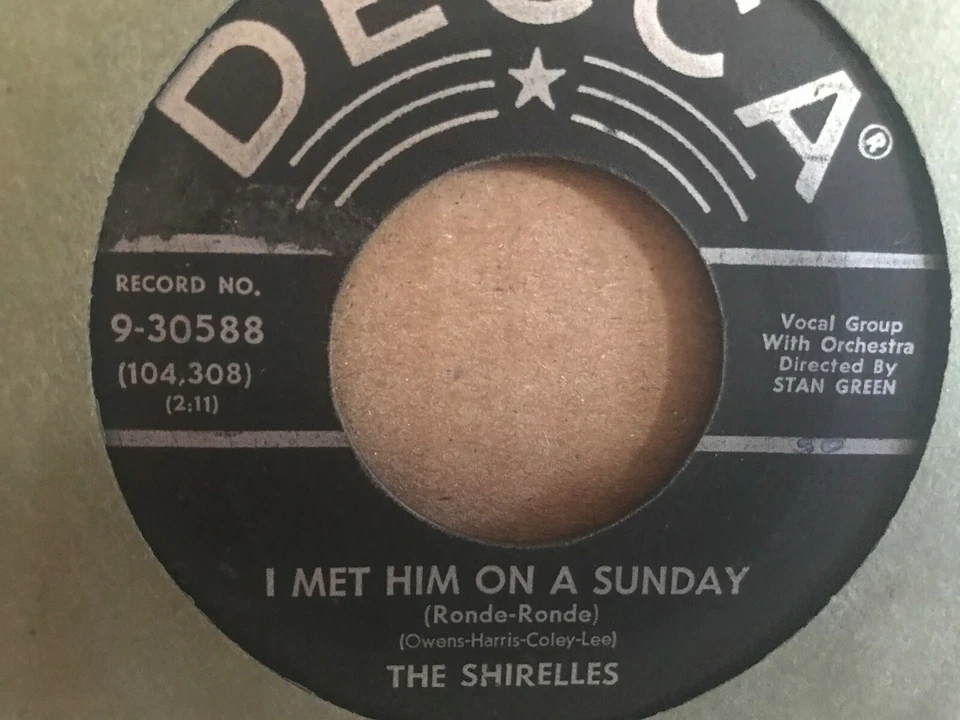 DECCA®
RECORD NO.
9-30588
(104,308)
(2:11)
Vocal Group
With Orchestra
Directed By
STAN GREEN
I MET HIM ON A SUNDAY
(Ronde-Ronde)
(Owens-Harris-Coley-Lee)
THE SHIRELLES